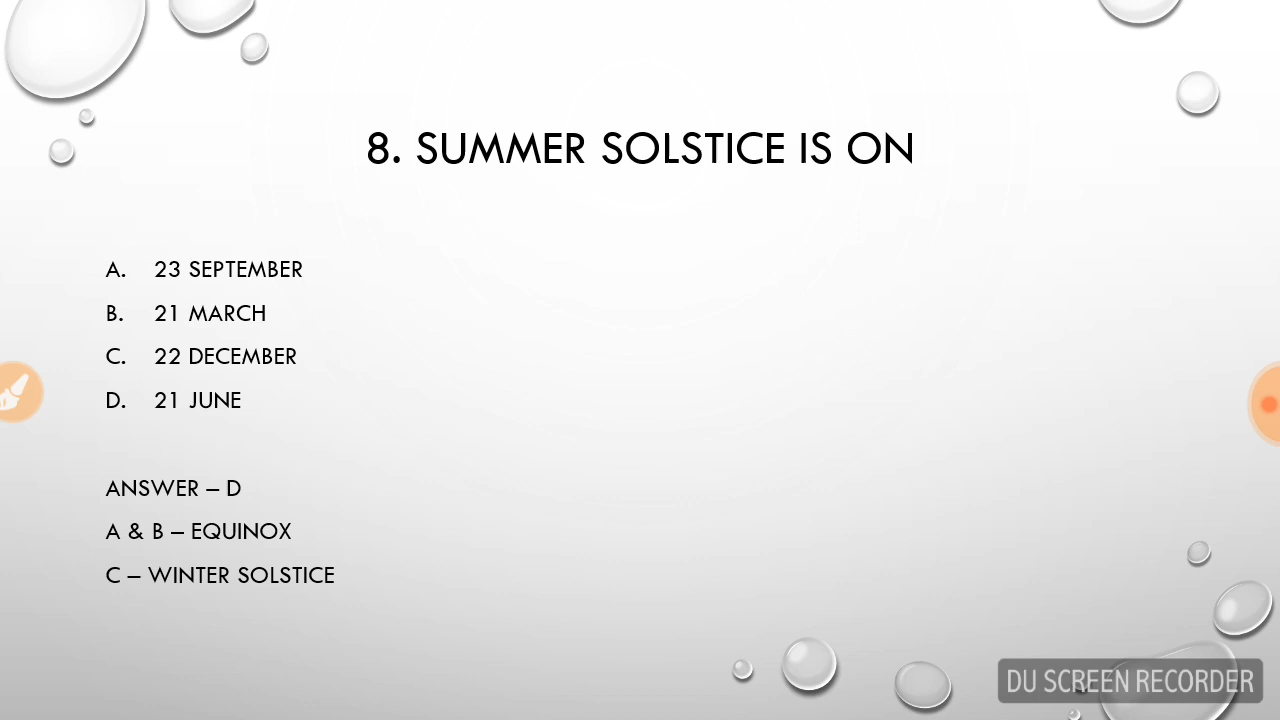 8. SUMMER SOLSTICE IS ON
A. 23 SEPTEMBER
B. 21 MARCH
C. 22 DECEMBER
D. 21 JUNE
ANSWER – D
A & B – EQUINOX
C – WINTER SOLSTICE
DU SCREEN RECORDER